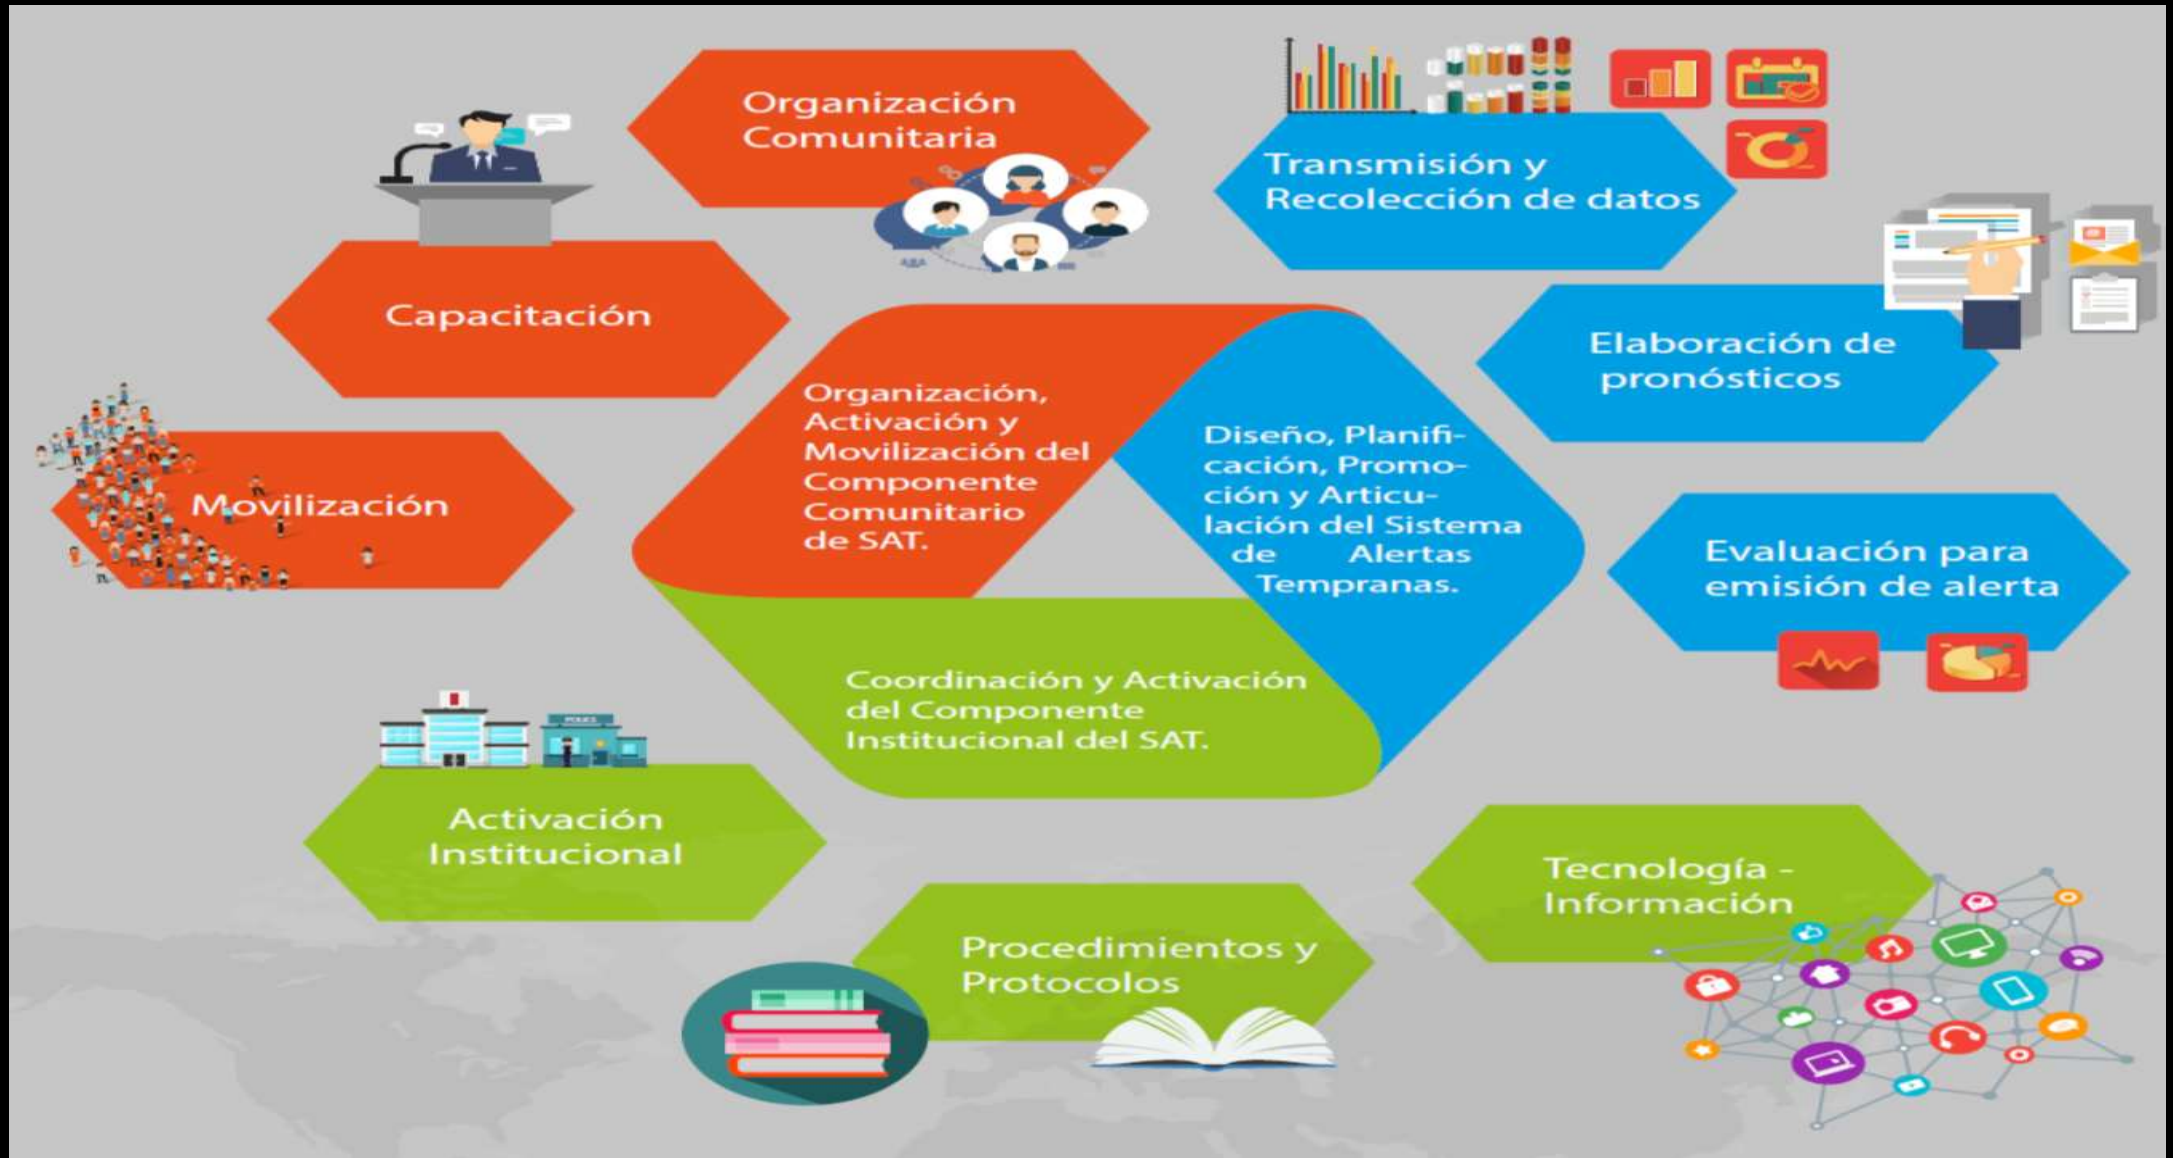 Organización
Comunitaria
Transmisión y
Recolección de datos
Capacitación
Elaboración de
pronósticos
Movilización
Organización,
Activación y
Movilización del
Componente
Comunitario
de SAT.
Diseño, Planifi-
cación, Promo-
ción y Articu-
lación del Sistema
de Alertas
Tempranas.
Evaluación para
emisión de alerta
Coordinación y Activación
del Componente
Institucional del SAT.
POLICE
Activación
Institucional
Tecnología -
Información
Procedimientos y
Protocolos